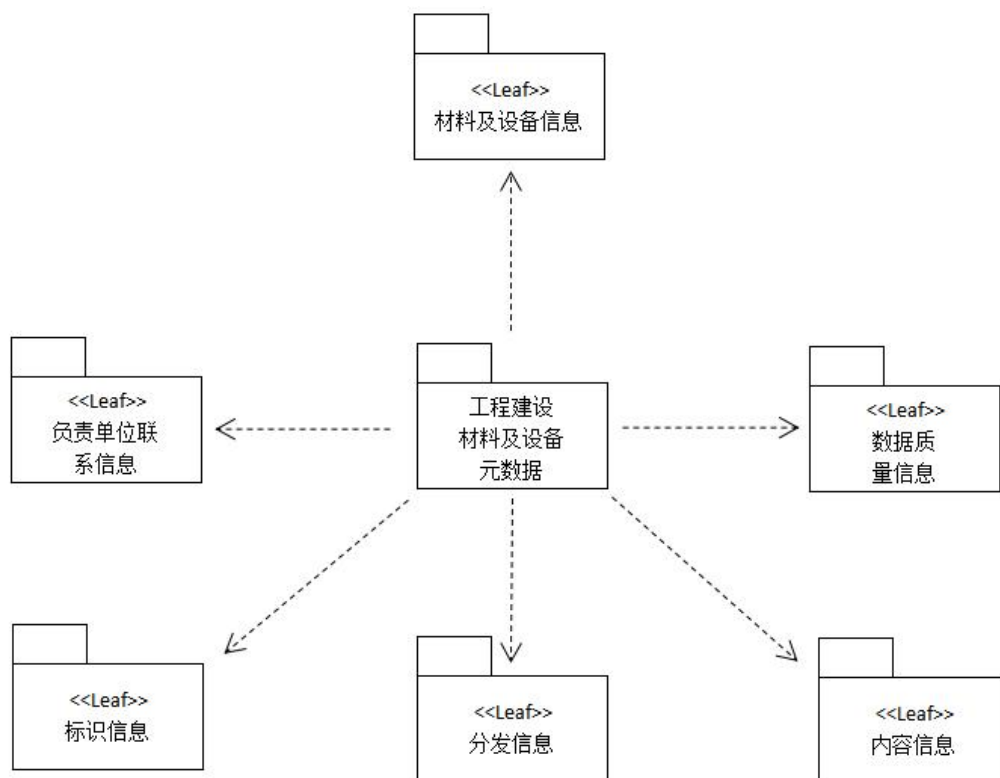 <<Leaf>>
材料及设备信息
<<Leaf>>
负责单位联
系信息
工程建设
材料及设备
元数据
<<Leaf>>
数据质
量信息
<<Leaf>>
标识信息
<<Leaf>>
分发信息
<<Leaf>>
内容信息